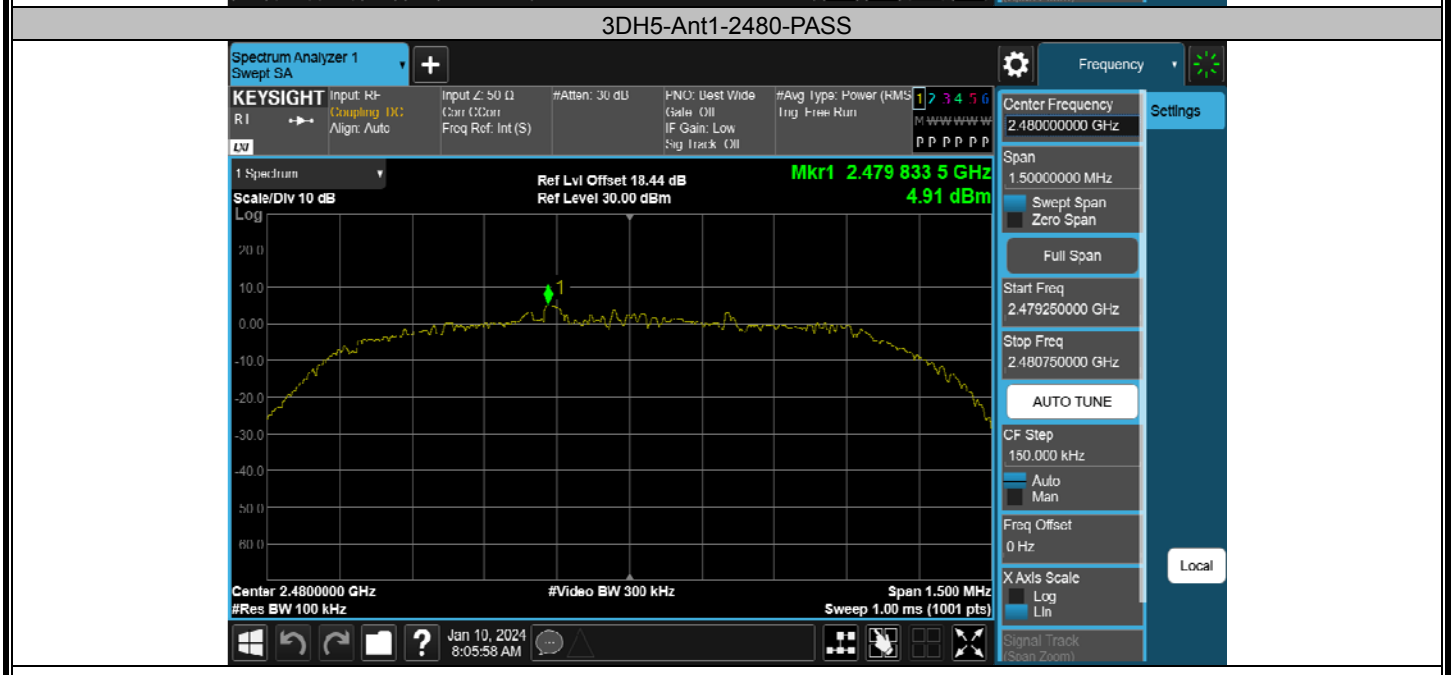 3DH5-Ant1-2480-PASS
Spectrum Analyzer 1
Swept SA
Frequency
KEYSIGHT
Input: RF
Coupling: DC
Align: Auto
Input Z: 50 Ω
Corr CCorr
Freq Ref: Int (S)
#Atten: 30 dB
PNO: Best Wide
Gate: Off
IF Gain: Low
Sig Track: Off
#Avg Type: Power (RMS
Trig: Free Run
1 2 3 4 5 6
M W W W W W
P P P P P P
LXI
1 Spectrum
Scale/Div 10 dB
Ref Lvl Offset 18.44 dB
Ref Level 30.00 dBm
Mkr1 2.479 833 5 GHz
4.91 dBm
Log
20.0
10.0
0.00
-10.0
-20.0
-30.0
-40.0
-50.0
-60.0
1
Center 2.4800000 GHz
#Res BW 100 kHz
#Video BW 300 kHz
Span 1.500 MHz
Sweep 1.00 ms (1001 pts)
Jan 10, 2024
8:05:58 AM
Center Frequency
2.480000000 GHz
Settings
Span
1.50000000 MHz
Swept Span
Zero Span
Full Span
Start Freq
2.479250000 GHz
Stop Freq
2.480750000 GHz
AUTO TUNE
CF Step
150.000 kHz
Auto
Man
Freq Offset
0 Hz
X Axis Scale
Log
Lin
Local
Signal Track
(Span Zoom)